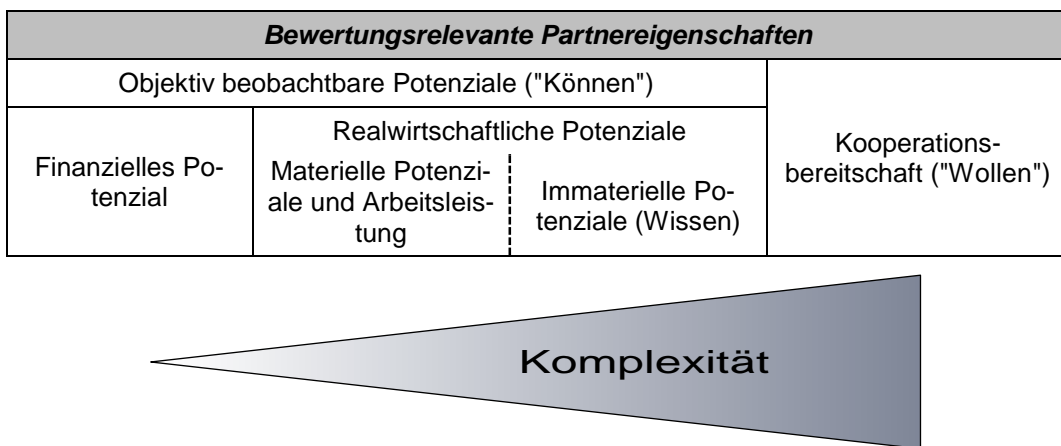 Bewertungsrelevante Partnereigenschaften
Objektiv beobachtbare Potenziale ("Können")
Finanzielles Po-
tenzial
Realwirtschaftliche Potenziale
Materielle Potenzi-
ale und Arbeitsleis-
tung
Immaterielle Po-
tenziale (Wissen)
Kooperations-
bereitschaft ("Wollen")
Komplexität